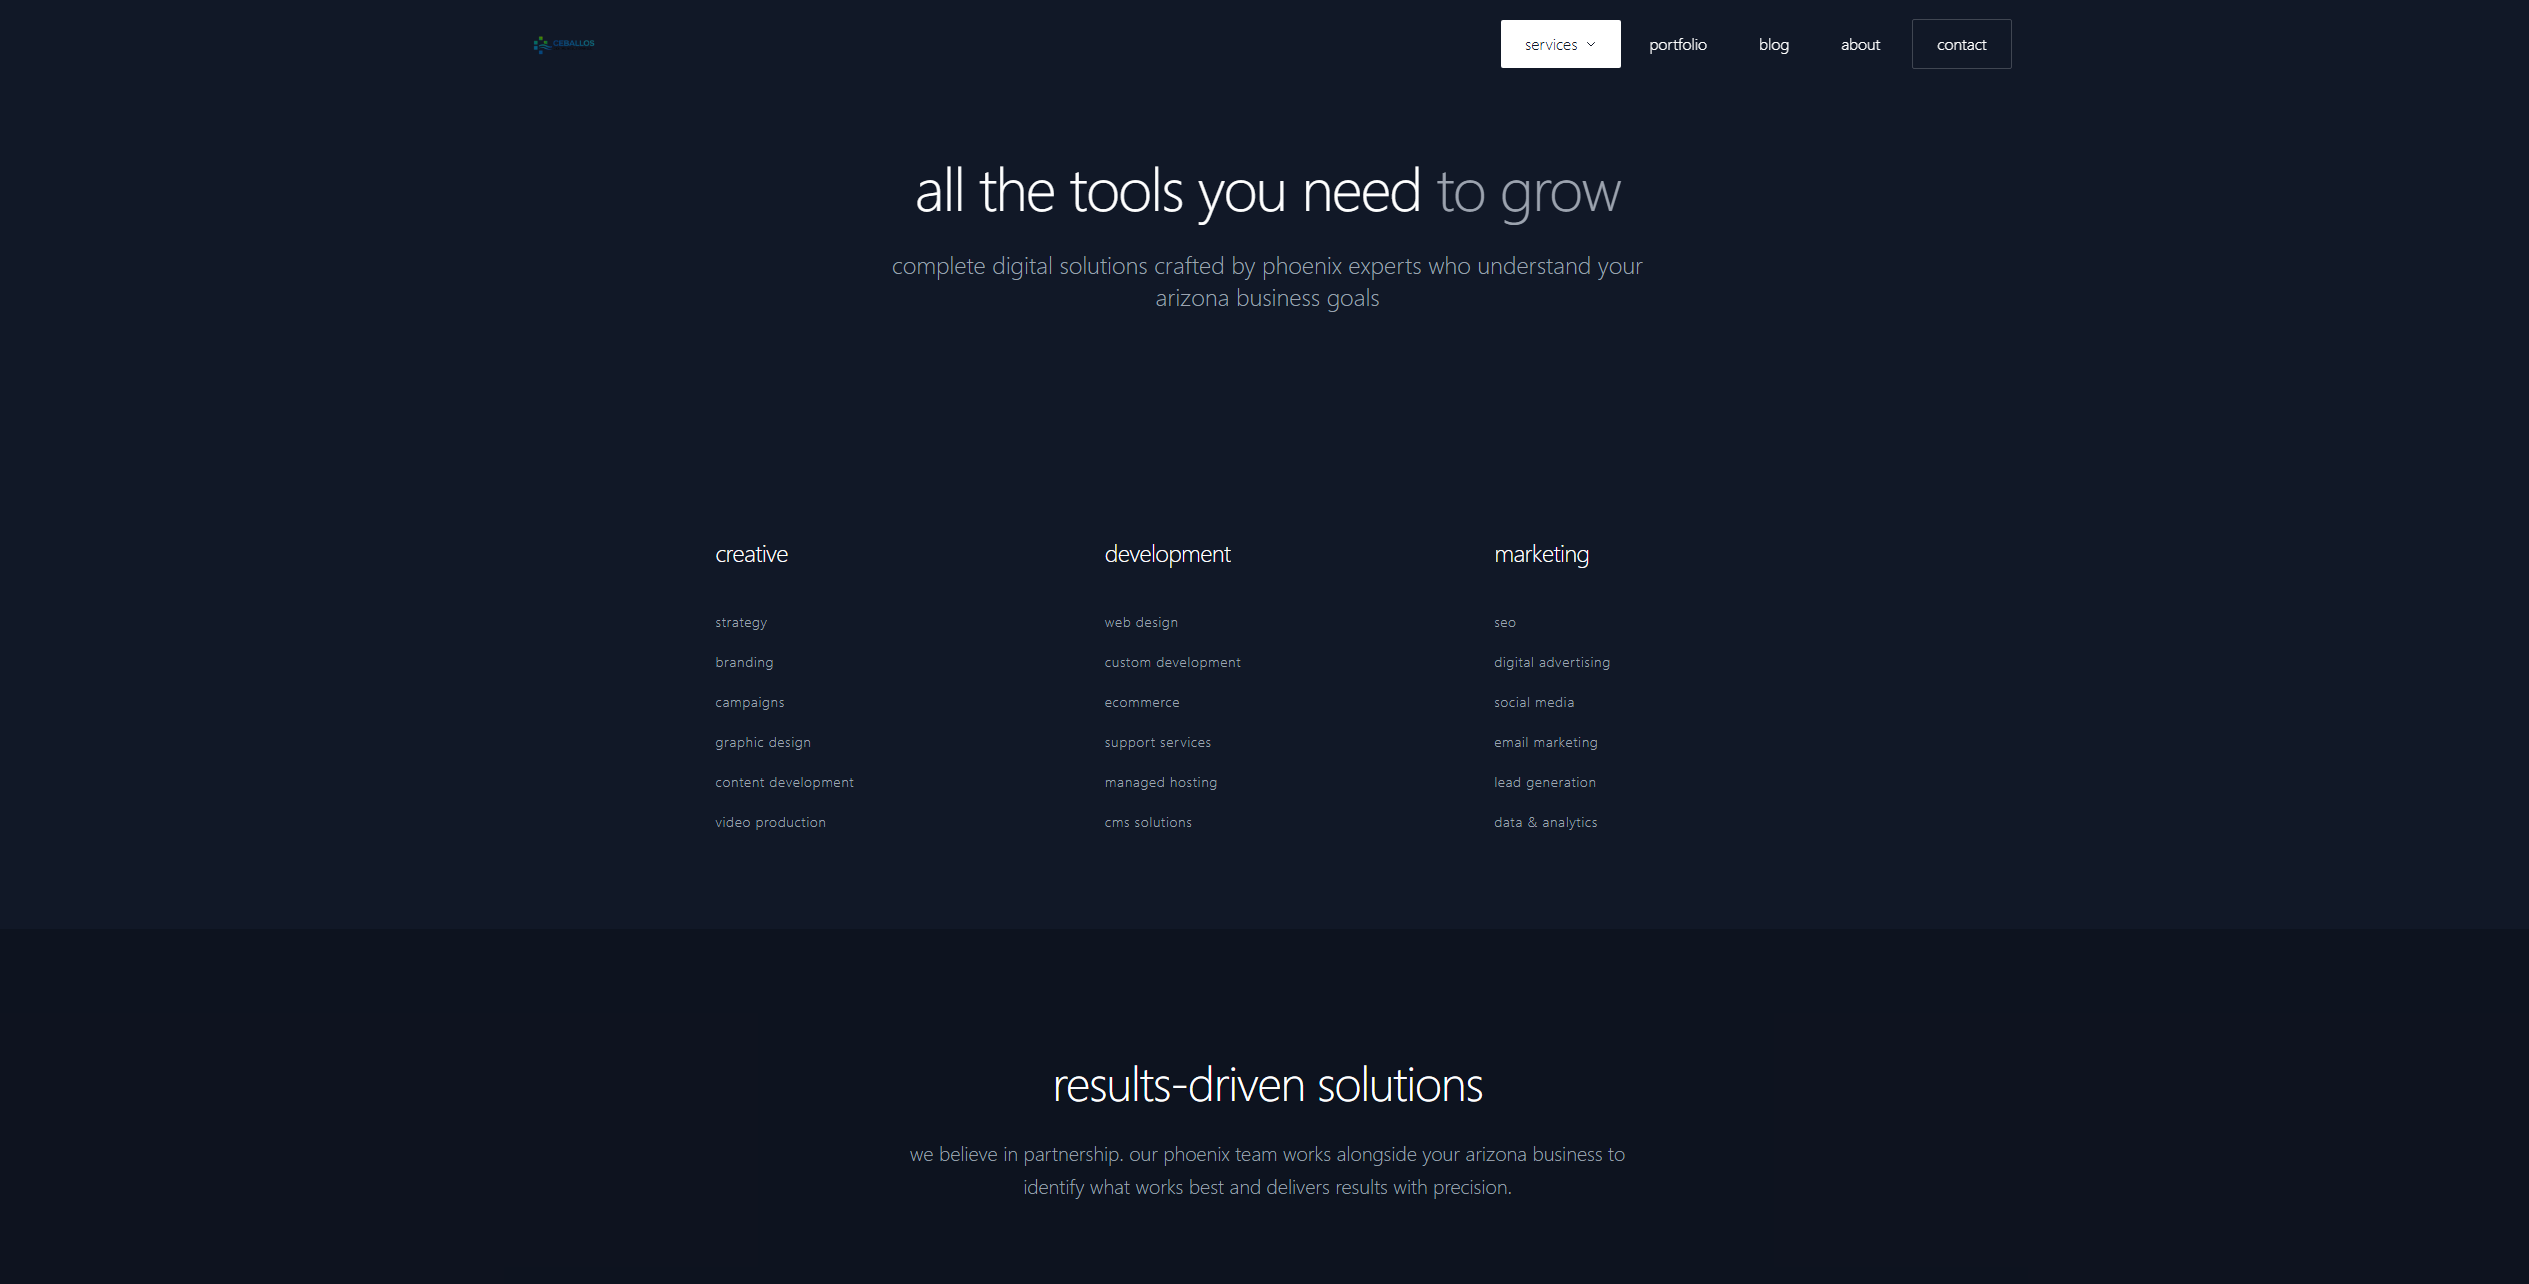 CEBALLOS
services
portfolio
blog
about
contact
all the tools you need to grow
complete digital solutions crafted by phoenix experts who understand your
arizona business goals
creative
strategy
branding
campaigns
graphic design
content development
video production
development
web design
custom development
ecommerce
support services
managed hosting
cms solutions
marketing
seo
digital advertising
social media
email marketing
lead generation
data & analytics
results-driven solutions
we believe in partnership. our phoenix team works alongside your arizona business to
identify what works best and delivers results with precision.